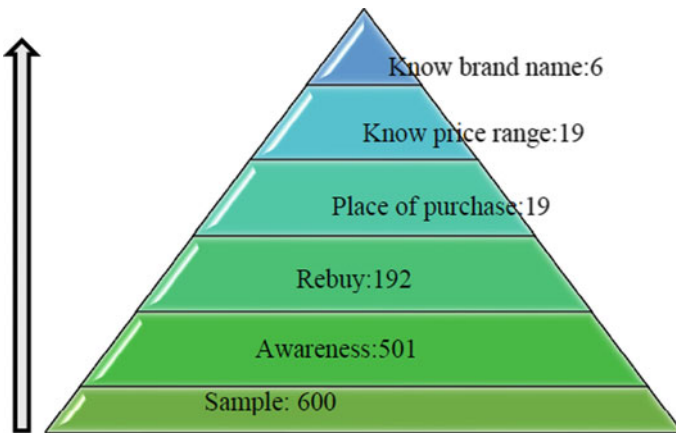 Know brand name:6
Know price range:19
Place of purchase:19
Rebuy:192
Awareness:501
Sample: 600